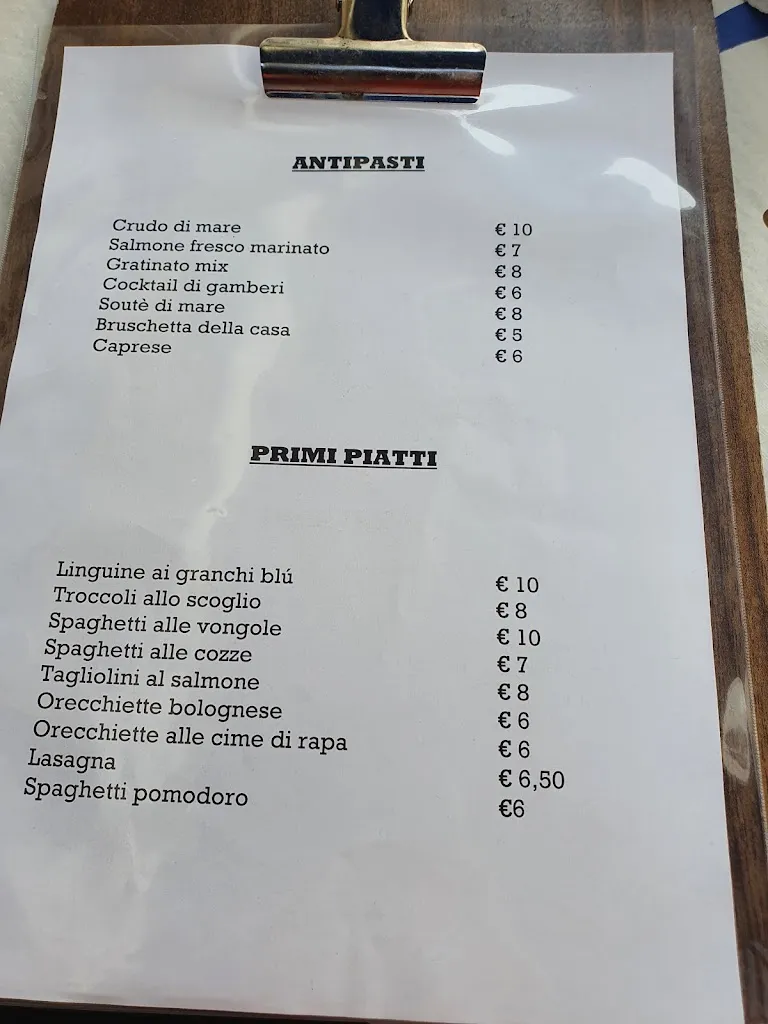 ANTIPASTI
Crudo di mare € 10
Salmone fresco marinato € 7
Gratinato mix € 8
Cocktail di gamberi € 6
Soutè di mare € 8
Bruschetta della casa € 5
Caprese € 6
PRIMI PIATTI
Linguine ai granchi blú € 10
Troccoli allo scoglio € 8
Spaghetti alle vongole € 10
Spaghetti alle cozze € 7
Tagliolini al salmone € 8
Orecchiette bolognese € 6
Orecchiette alle cime di rapa € 6
Lasagna € 6,50
Spaghetti pomodoro €6